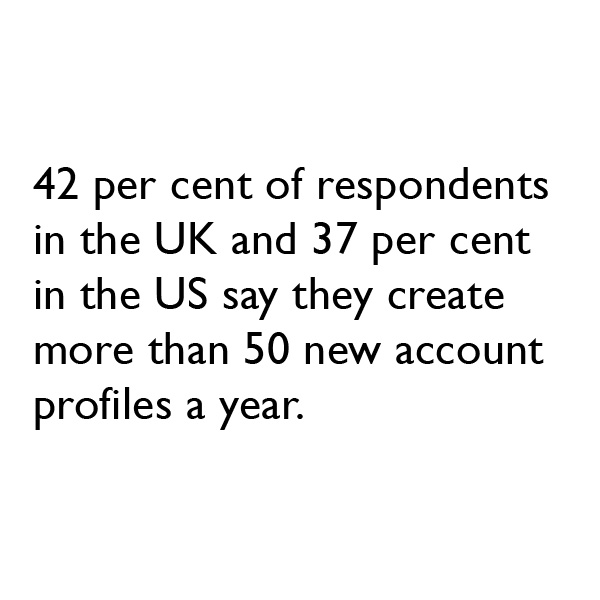 42 per cent of respondents
in the UK and 37 per cent
in the US say they create
more than 50 new account
profiles a year.